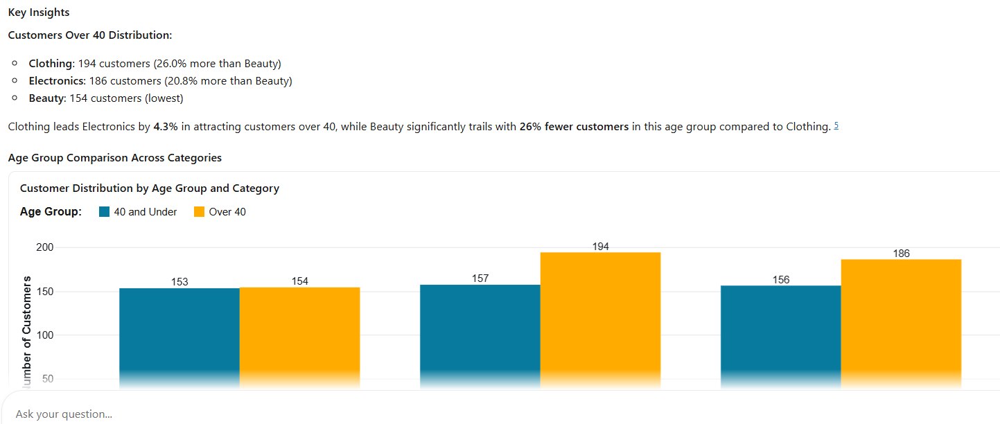 Key Insights
Customers Over 40 Distribution:
Clothing: 194 customers (26.0% more than Beauty)
Electronics: 186 customers (20.8% more than Beauty)
Beauty: 154 customers (lowest)
Clothing leads Electronics by 4.3% in attracting customers over 40, while Beauty significantly trails with 26% fewer customers in this age group compared to Clothing. 5
Age Group Comparison Across Categories
Customer Distribution by Age Group and Category
Age Group: 40 and Under Over 40
200
150
100
50
Number of Customers
153 154 157 194 156 186
Ask your question...